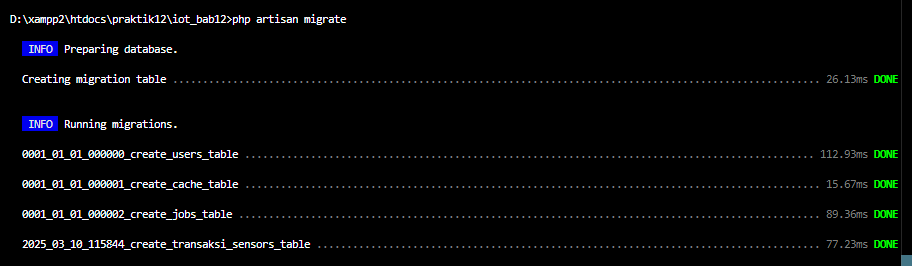 D:\xampp2\htdocs\praktik12\iot_bab12>php artisan migrate
INFO Preparing database.
Creating migration table ........................................................................................................ 26.13ms DONE
INFO Running migrations.
0001_01_01_000000_create_users_table ........................................................................................... 112.93ms DONE
0001_01_01_000001_create_cache_table ............................................................................................ 15.67ms DONE
0001_01_01_000002_create_jobs_table ............................................................................................. 89.36ms DONE
2025_03_10_115844_create_transaksi_sensors_table ................................................................................ 77.23ms DONE